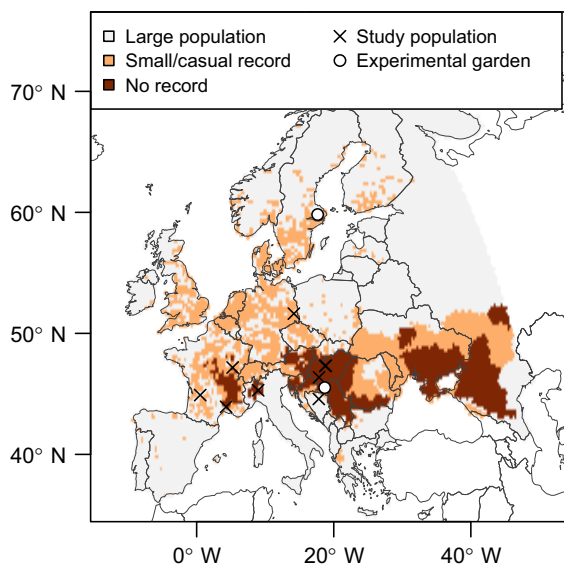 Large population
Small/casual record
No record
Study population
Experimental garden
70° N
60° N
50° N
40° N
0° W
20° W
40° W